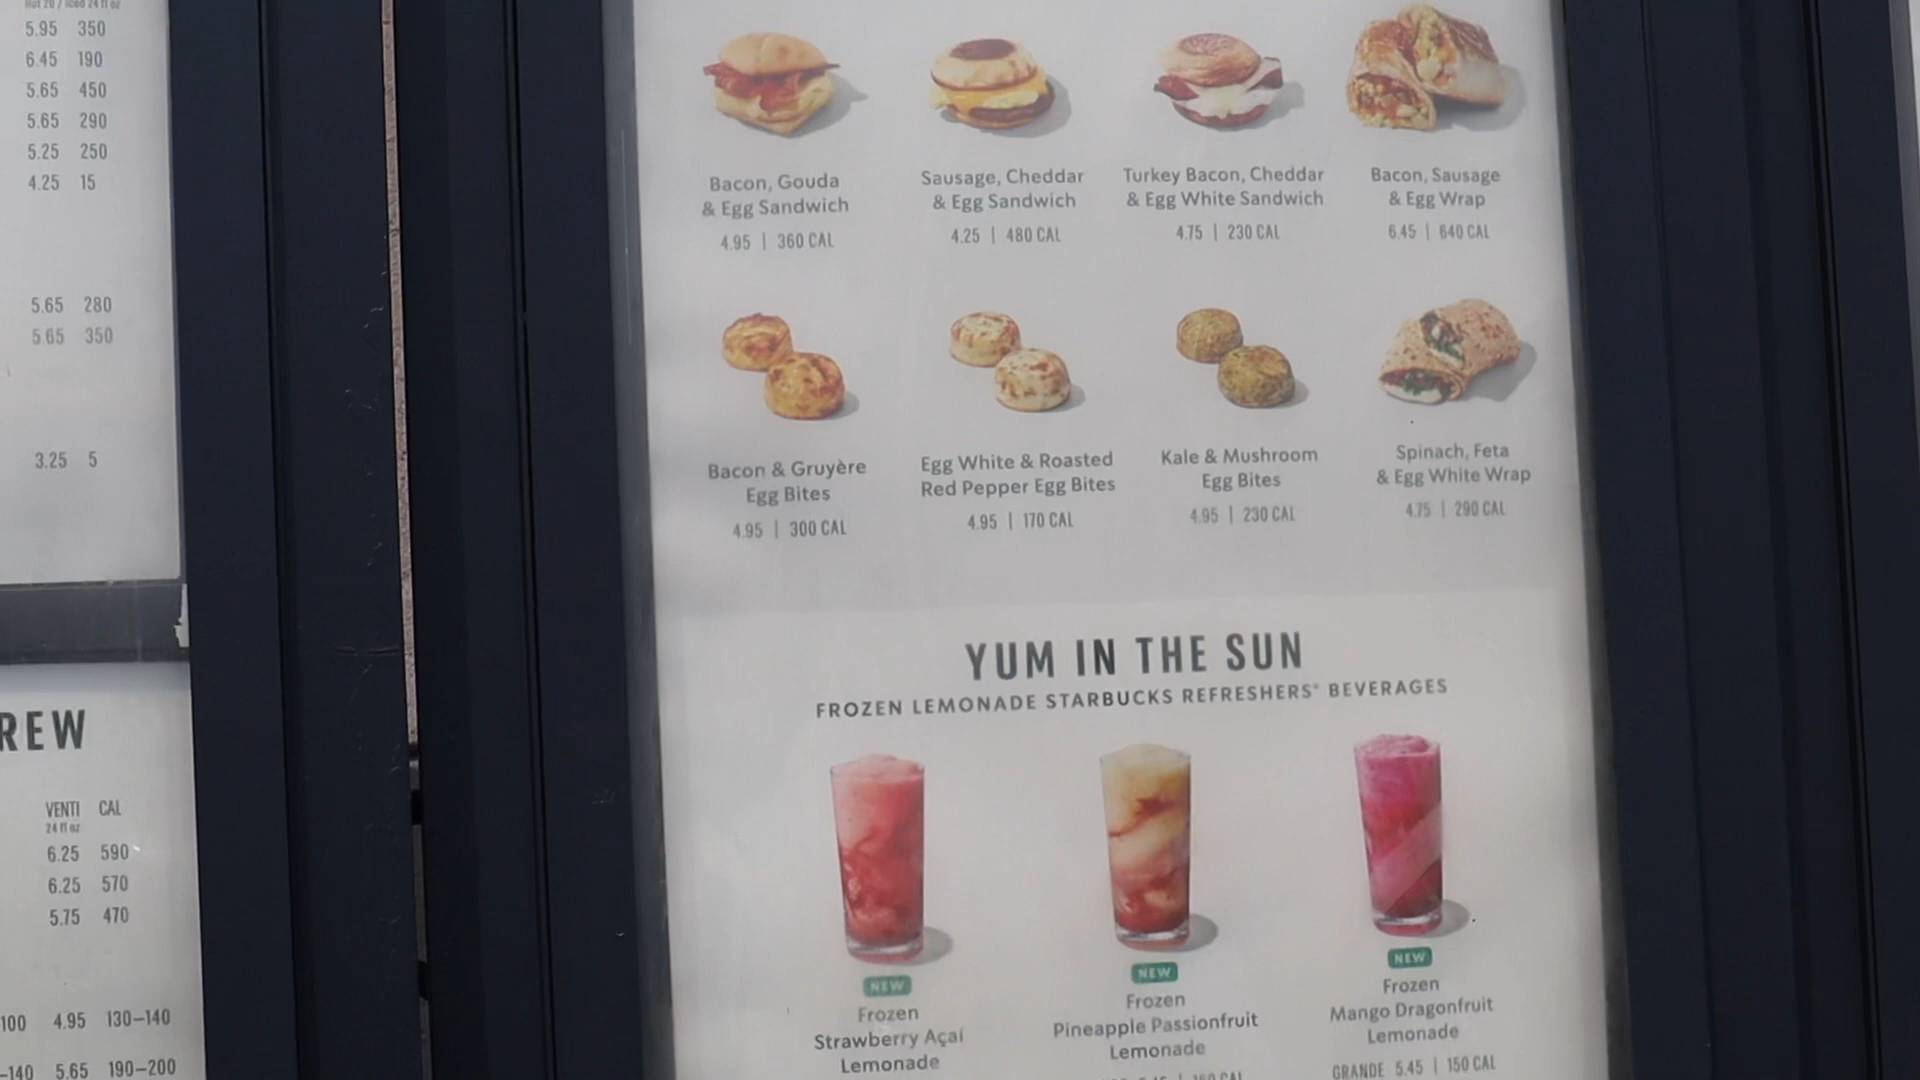 Hot 20 / Iced 24 fl oz
5.95 350
6.45 190
5.65 450
5.65 290
5.25 250
4.25 15
5.65 280
5.65 350
3.25 5
REW
VENTI CAL
24 fl oz
6.25 590
6.25 570
5.75 470
100 4.95 130–140
–140 5.65 190–200
Bacon, Gouda
& Egg Sandwich
4.95 | 360 CAL
Sausage, Cheddar
& Egg Sandwich
4.25 | 480 CAL
Turkey Bacon, Cheddar
& Egg White Sandwich
4.75 | 230 CAL
Bacon, Sausage
& Egg Wrap
6.45 | 640 CAL
Bacon & Gruyère
Egg Bites
4.95 | 300 CAL
Egg White & Roasted
Red Pepper Egg Bites
4.95 | 170 CAL
Kale & Mushroom
Egg Bites
4.95 | 230 CAL
Spinach, Feta
& Egg White Wrap
4.75 | 290 CAL
YUM IN THE SUN
FROZEN LEMONADE STARBUCKS REFRESHERS® BEVERAGES
NEW
Frozen
Strawberry Açaí
Lemonade
NEW
Frozen
Pineapple Passionfruit
Lemonade
NEW
Frozen
Mango Dragonfruit
Lemonade
GRANDE 5.45 | 150 CAL